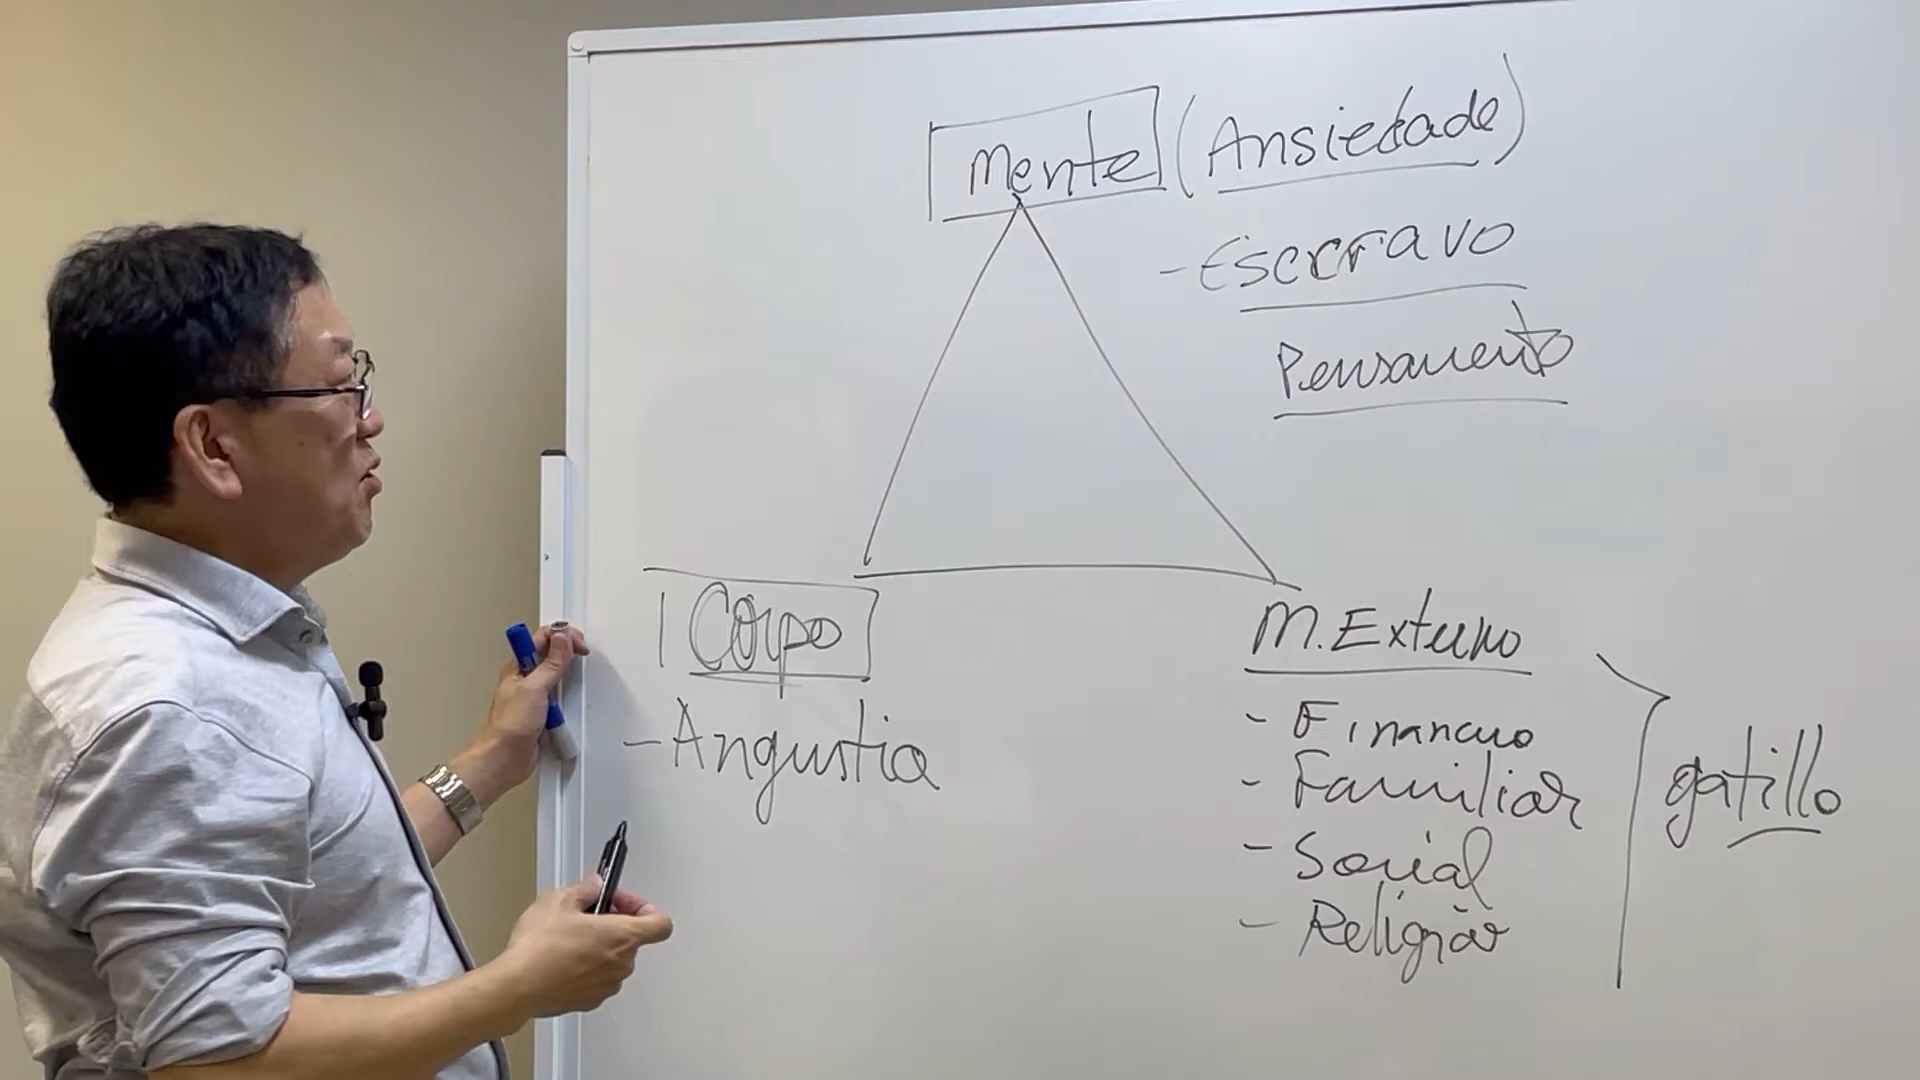 Mente (Ansiedade)
- Escravo
Pensamento
Corpo
- Angustia
M. Externo
- Financeiro
- Familiar
- Social
- Religião
gatillo